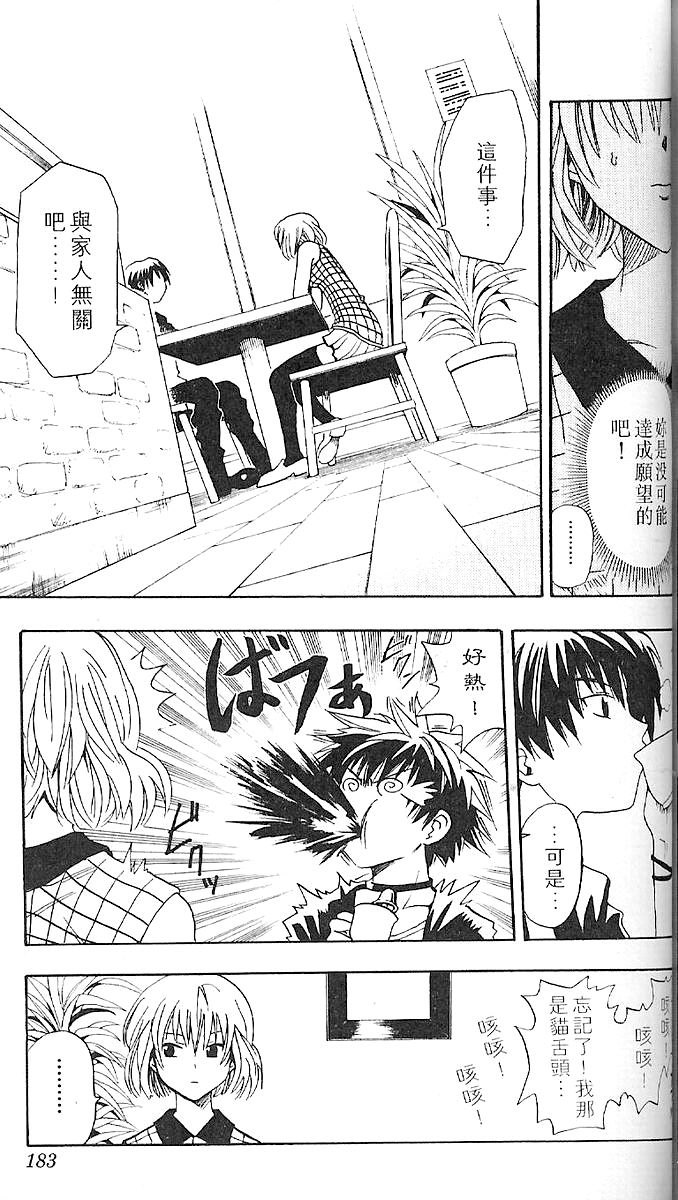 妳是沒可能
達成願望的
吧！
………
這件事…
與家人無關
吧……！
…可是…
好熱！
ばふぁ
ビクッ
咳咳！
咳咳！
忘記了！我那
是貓舌頭…
咳咳！
咳咳！
………
183